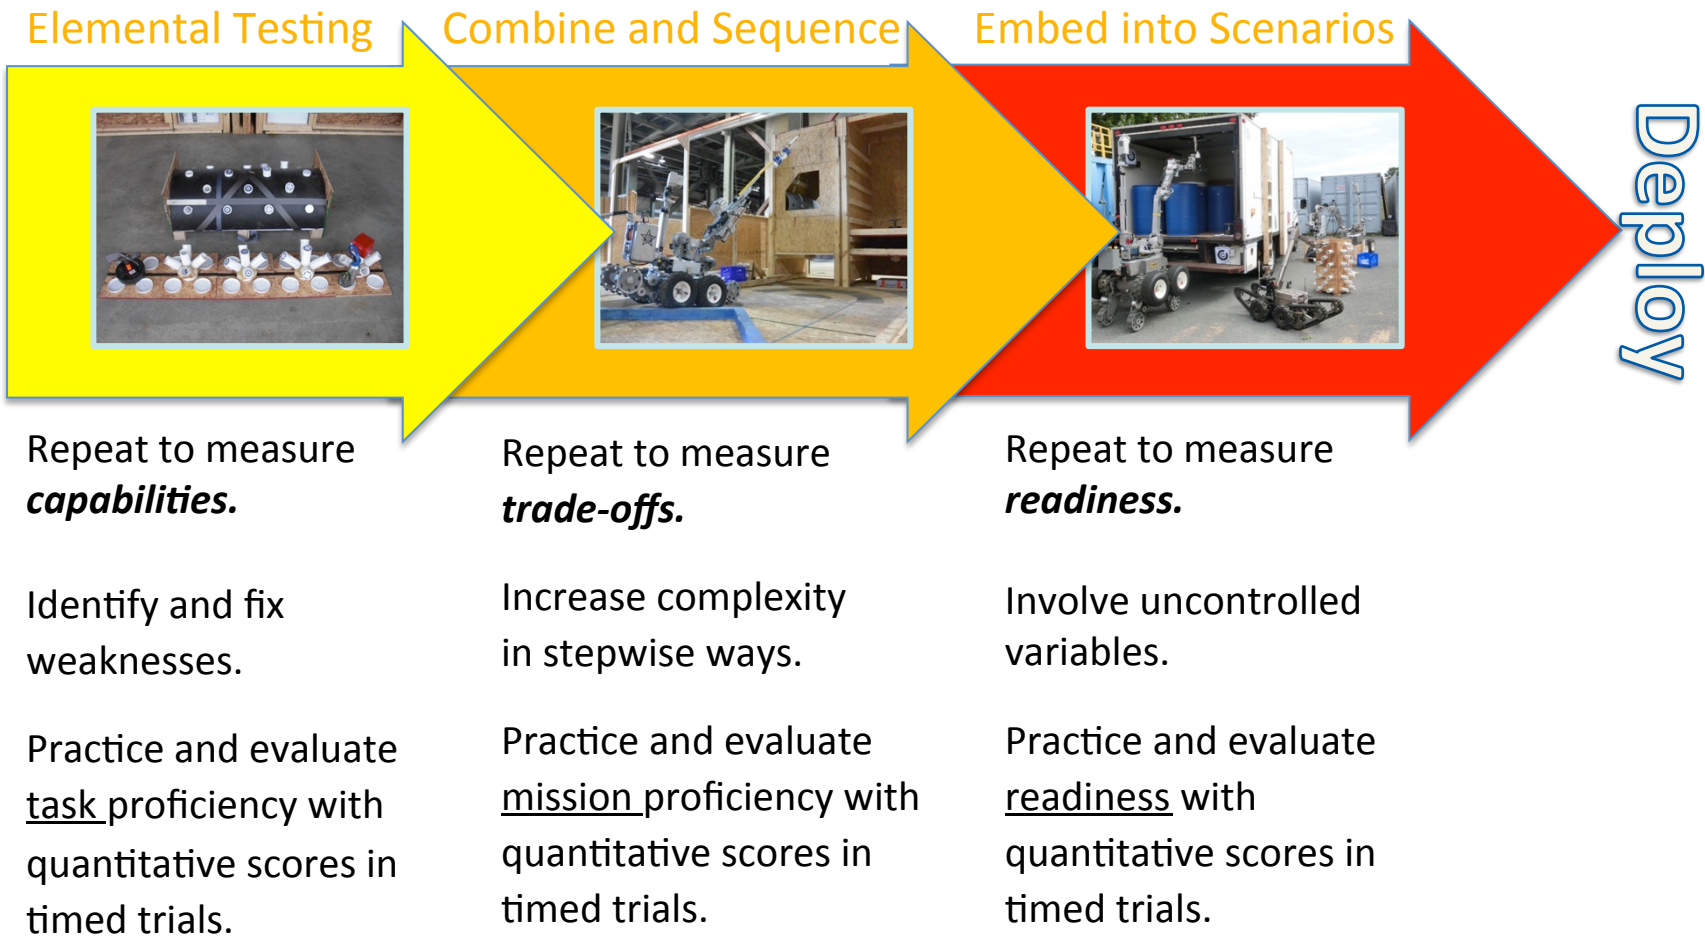 Elemental Testing
Combine and Sequence
Embed into Scenarios
Deploy
Repeat to measure
capabilities.
Identify and fix
weaknesses.
Practice and evaluate
task proficiency with
quantitative scores in
timed trials.
Repeat to measure
trade-offs.
Increase complexity
in stepwise ways.
Practice and evaluate
mission proficiency with
quantitative scores in
timed trials.
Repeat to measure
readiness.
Involve uncontrolled
variables.
Practice and evaluate
readiness with
quantitative scores in
timed trials.